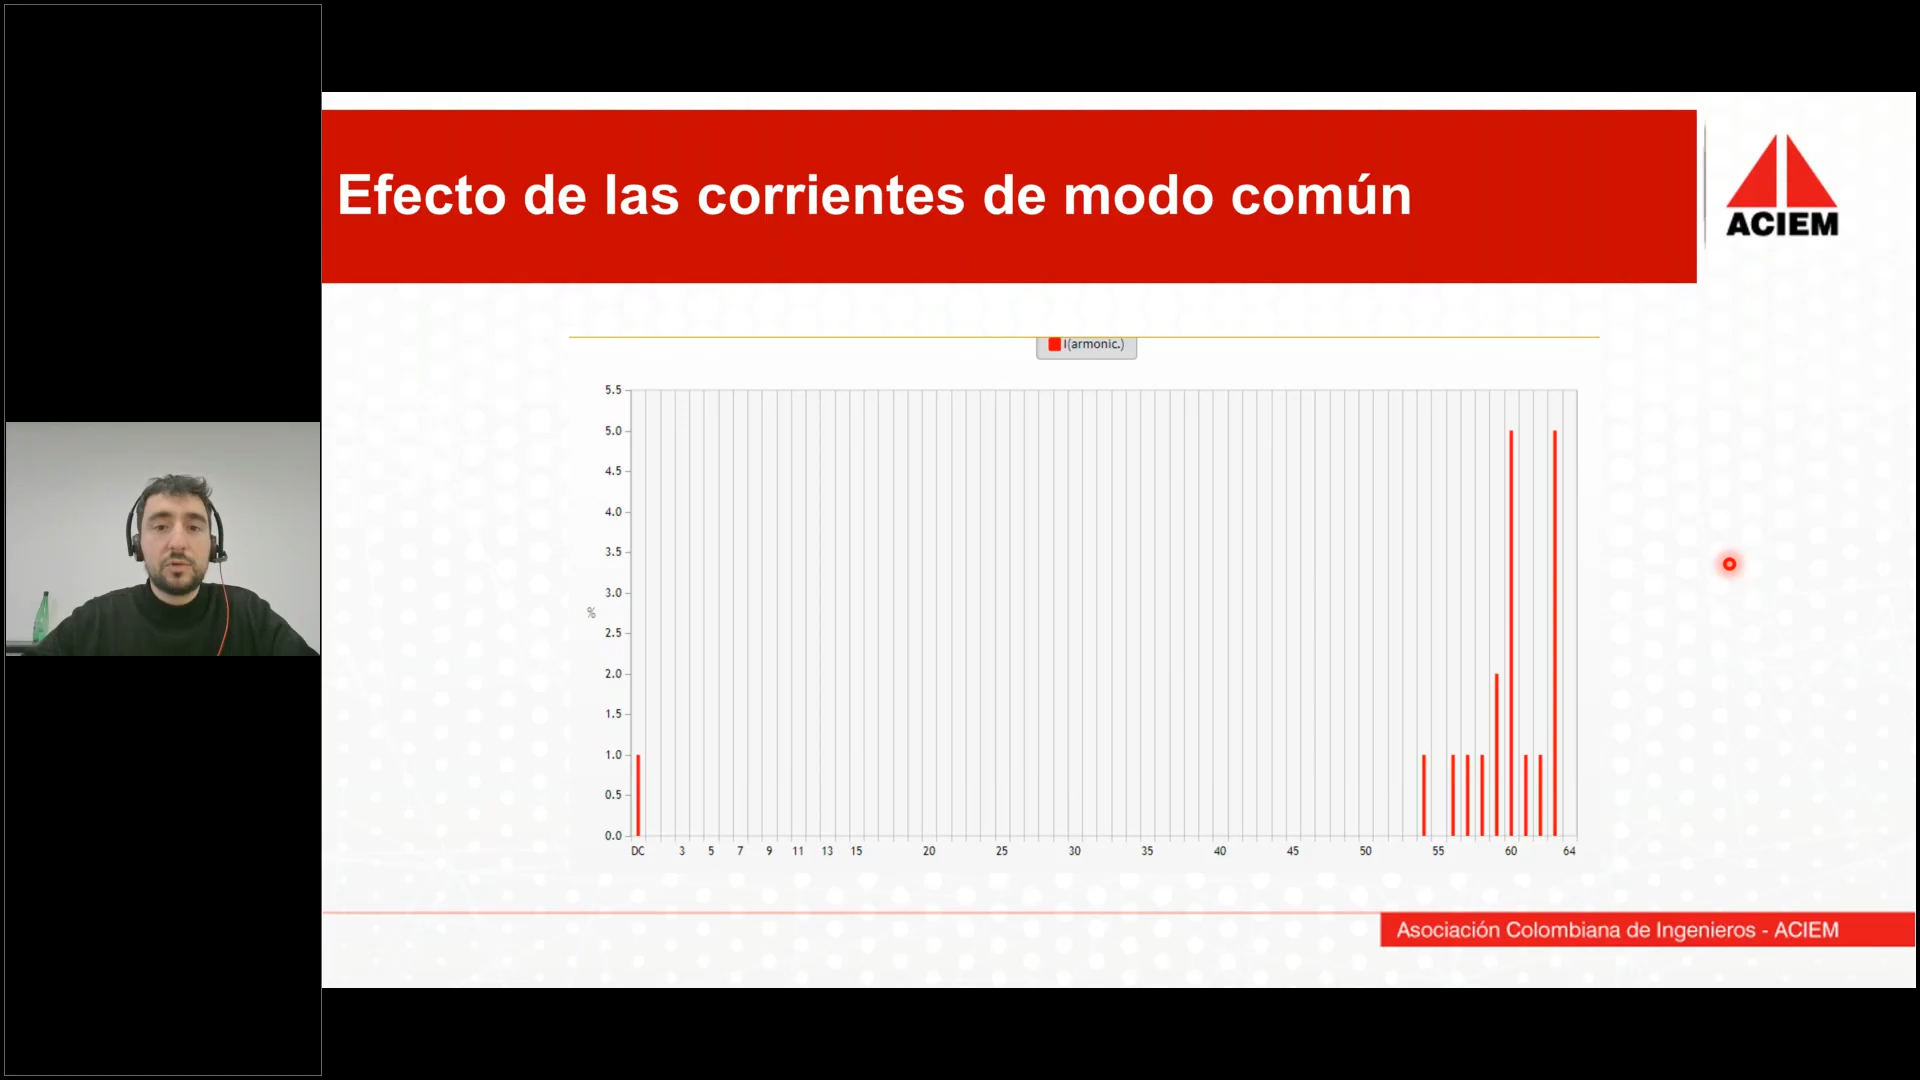 Efecto de las corrientes de modo común
ACIEM
I(armonic.)
5.5
5.0
4.5
4.0
3.5
3.0
%
2.5
2.0
1.5
1.0
0.5
0.0
DC 3 5 7 9 11 13 15 20 25 30 35 40 45 50 55 60 64
Asociación Colombiana de Ingenieros - ACIEM